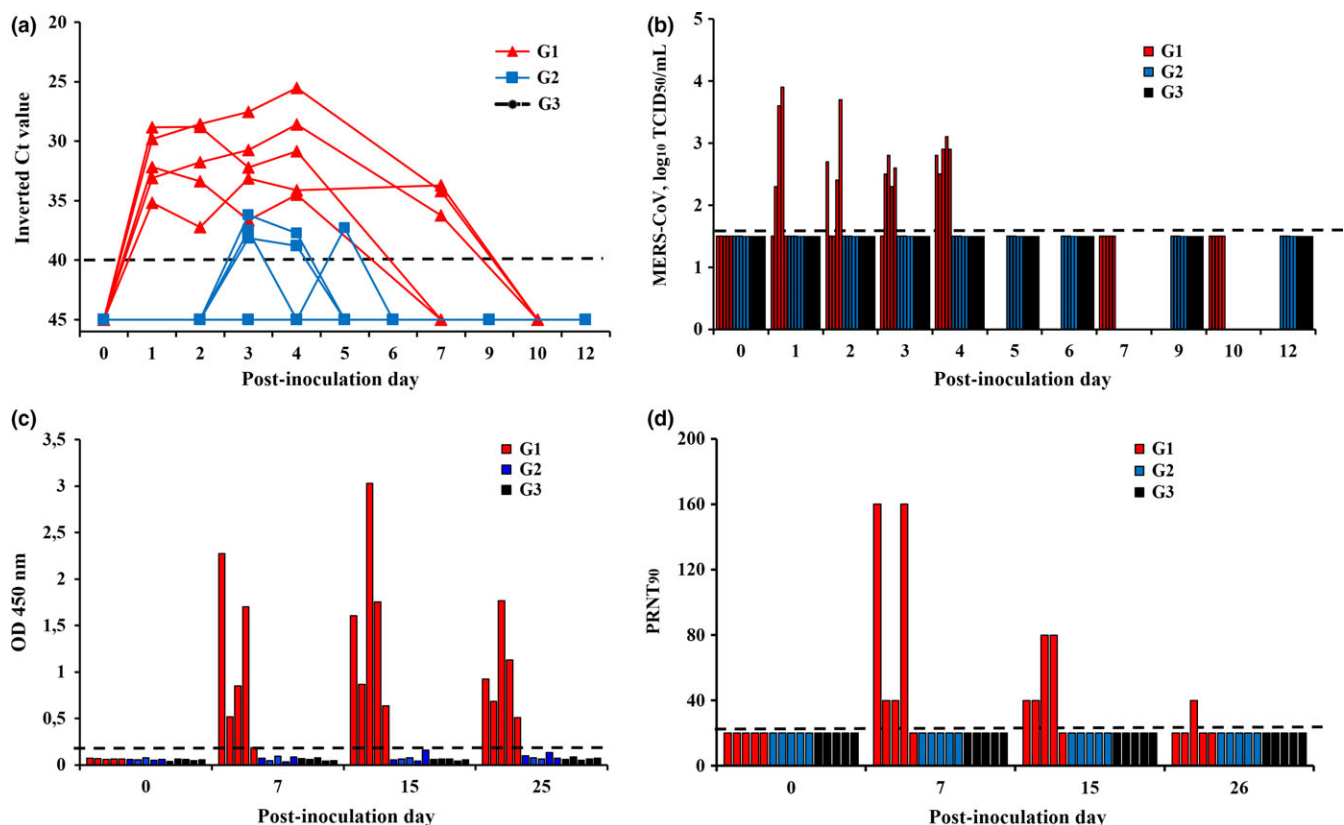 (a)
20
25
30
35
40
45
Inverted Ct value
G1
G2
G3
0 1 2 3 4 5 6 7 9 10 12
Post-inoculation day
(b)
5
4
3
2
1
0
MERS-CoV, log10 TCID50/mL
G1
G2
G3
0 1 2 3 4 5 6 7 9 10 12
Post-inoculation day
(c)
3,5
3
2,5
2
1,5
1
0,5
0
OD 450 nm
G1
G2
G3
0 7 15 25
Post-inoculation day
(d)
200
160
120
80
40
0
PRNT90
G1
G2
G3
0 7 15 26
Post-inoculation day